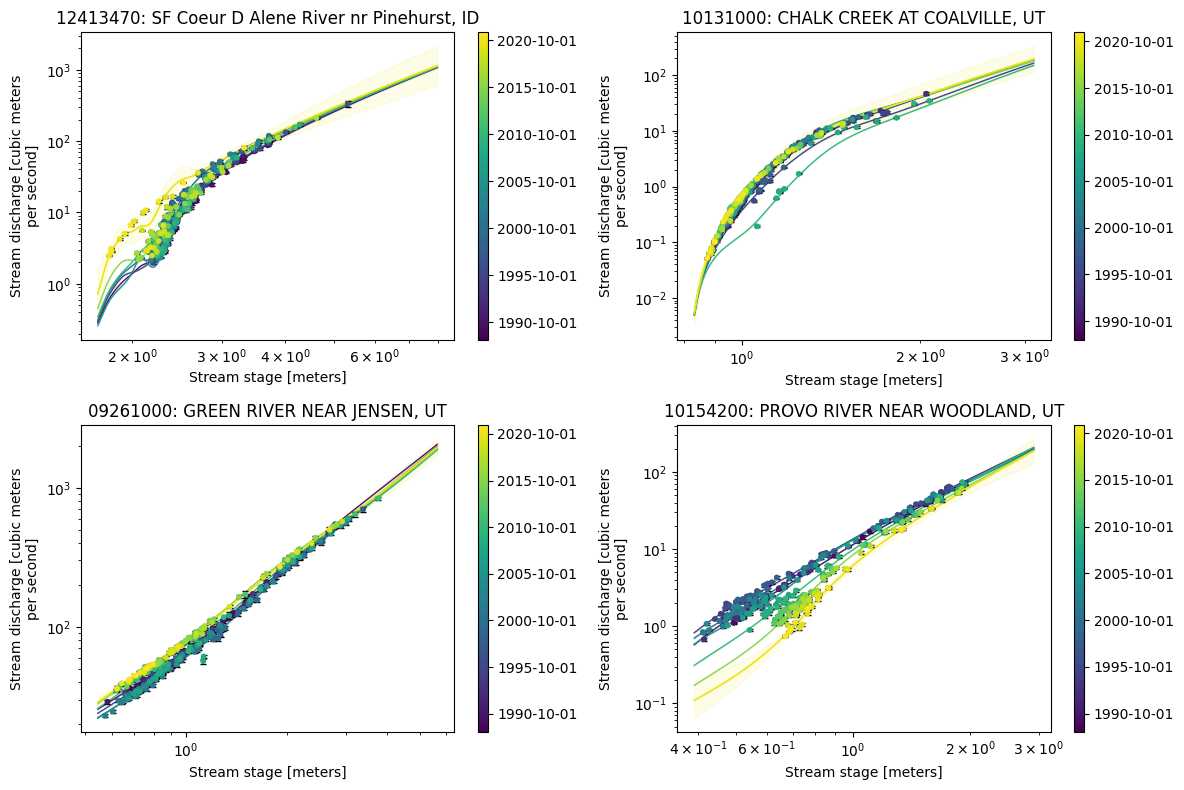 12413470: SF Coeur D Alene River nr Pinehurst, ID
Stream discharge [cubic meters
per second]
10³
10²
10¹
10⁰
2 × 10⁰
3 × 10⁰
4 × 10⁰
6 × 10⁰
Stream stage [meters]
2020-10-01
2015-10-01
2010-10-01
2005-10-01
2000-10-01
1995-10-01
1990-10-01
10131000: CHALK CREEK AT COALVILLE, UT
Stream discharge [cubic meters
per second]
10²
10¹
10⁰
10⁻¹
10⁻²
10⁰
2 × 10⁰
3 × 10⁰
Stream stage [meters]
2020-10-01
2015-10-01
2010-10-01
2005-10-01
2000-10-01
1995-10-01
1990-10-01
09261000: GREEN RIVER NEAR JENSEN, UT
Stream discharge [cubic meters
per second]
10³
10²
10⁰
Stream stage [meters]
2020-10-01
2015-10-01
2010-10-01
2005-10-01
2000-10-01
1995-10-01
1990-10-01
10154200: PROVO RIVER NEAR WOODLAND, UT
Stream discharge [cubic meters
per second]
10²
10¹
10⁰
10⁻¹
4 × 10⁻¹
6 × 10⁻¹
10⁰
2 × 10⁰
3 × 10⁰
Stream stage [meters]
2020-10-01
2015-10-01
2010-10-01
2005-10-01
2000-10-01
1995-10-01
1990-10-01